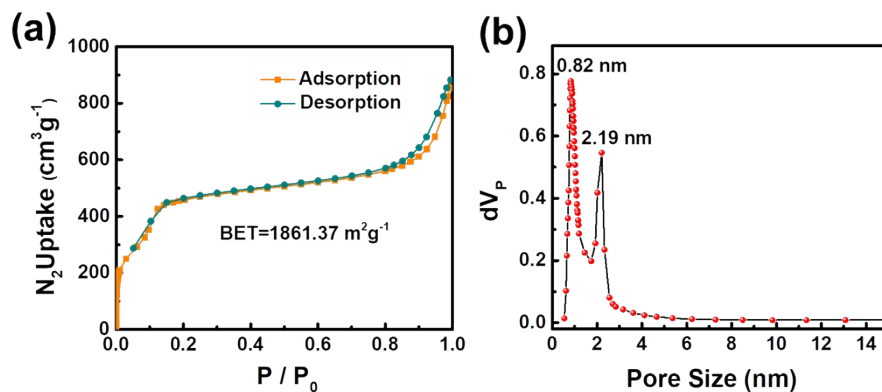 (a)
1000
800
600
400
200
0
N₂Uptake (cm³g⁻¹)
Adsorption
Desorption
BET=1861.37 m²g⁻¹
0.0 0.2 0.4 0.6 0.8 1.0
P / P₀
(b)
0.8
0.6
0.4
0.2
0.0
dVₚ
0.82 nm
2.19 nm
0 2 4 6 8 10 12 14
Pore Size (nm)